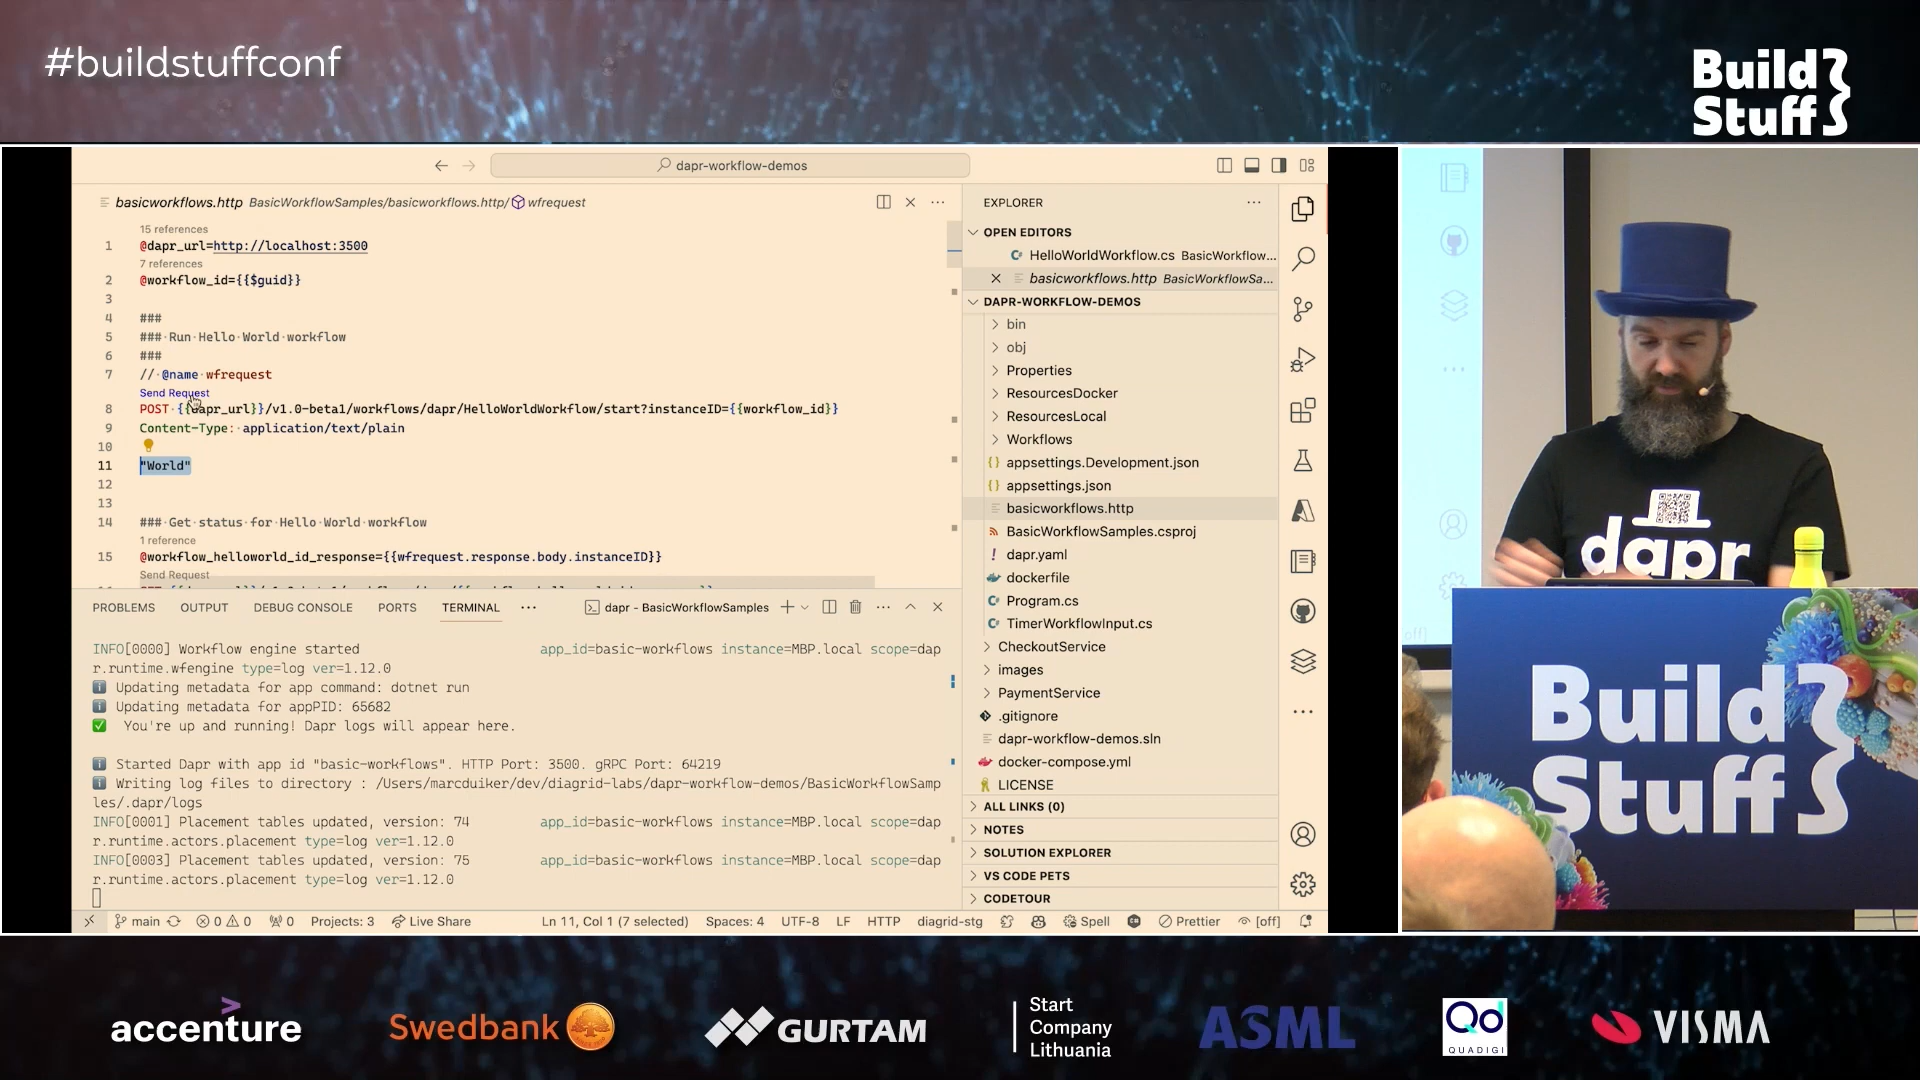 #buildstuffconf
Build
Stuff
dapr-workflow-demos
basicworkflows.http BasicWorkflowSamples/basicworkflows.http/ wfrequest
15 references
1 @dapr_url=http://localhost:3500
7 references
2 @workflow_id={{$guid}}
3
4 ###
5 ### Run Hello World workflow
6 ###
7 // @name wfrequest
Send Request
8 POST {{dapr_url}}/v1.0-beta1/workflows/dapr/HelloWorldWorkflow/start?instanceID={{workflow_id}}
9 Content-Type: application/text/plain
10
11 "World"
12
13
14 ### Get status for Hello World workflow
1 reference
15 @workflow_helloworld_id_response={{wfrequest.response.body.instanceID}}
Send Request
PROBLEMS OUTPUT DEBUG CONSOLE PORTS TERMINAL ··· dapr - BasicWorkflowSamples
INFO[0000] Workflow engine started app_id=basic-workflows instance=MBP.local scope=dap
r.runtime.wfengine type=log ver=1.12.0
Updating metadata for app command: dotnet run
Updating metadata for appPID: 65682
You're up and running! Dapr logs will appear here.
Started Dapr with app id "basic-workflows". HTTP Port: 3500. gRPC Port: 64219
Writing log files to directory : /Users/marcduiker/dev/diagrid-labs/dapr-workflow-demos/BasicWorkflowSamp
les/.dapr/logs
INFO[0001] Placement tables updated, version: 74 app_id=basic-workflows instance=MBP.local scope=dap
r.runtime.actors.placement type=log ver=1.12.0
INFO[0003] Placement tables updated, version: 75 app_id=basic-workflows instance=MBP.local scope=dap
r.runtime.actors.placement type=log ver=1.12.0
main 0 0 0 Projects: 3 Live Share Ln 11, Col 1 (7 selected) Spaces: 4 UTF-8 LF HTTP diagrid-stg Spell Prettier [off]
EXPLORER
OPEN EDITORS
HelloWorldWorkflow.cs BasicWorkflow...
basicworkflows.http BasicWorkflowSa...
DAPR-WORKFLOW-DEMOS
bin
obj
Properties
ResourcesDocker
ResourcesLocal
Workflows
appsettings.Development.json
appsettings.json
basicworkflows.http
BasicWorkflowSamples.csproj
dapr.yaml
dockerfile
Program.cs
TimerWorkflowInput.cs
CheckoutService
images
PaymentService
.gitignore
dapr-workflow-demos.sln
docker-compose.yml
LICENSE
ALL LINKS (0)
NOTES
SOLUTION EXPLORER
VS CODE PETS
CODETOUR
dapr
Build
Stuff
accenture
Swedbank
GURTAM
Start
Company
Lithuania
ASML
Qd
QUADIGI
VISMA